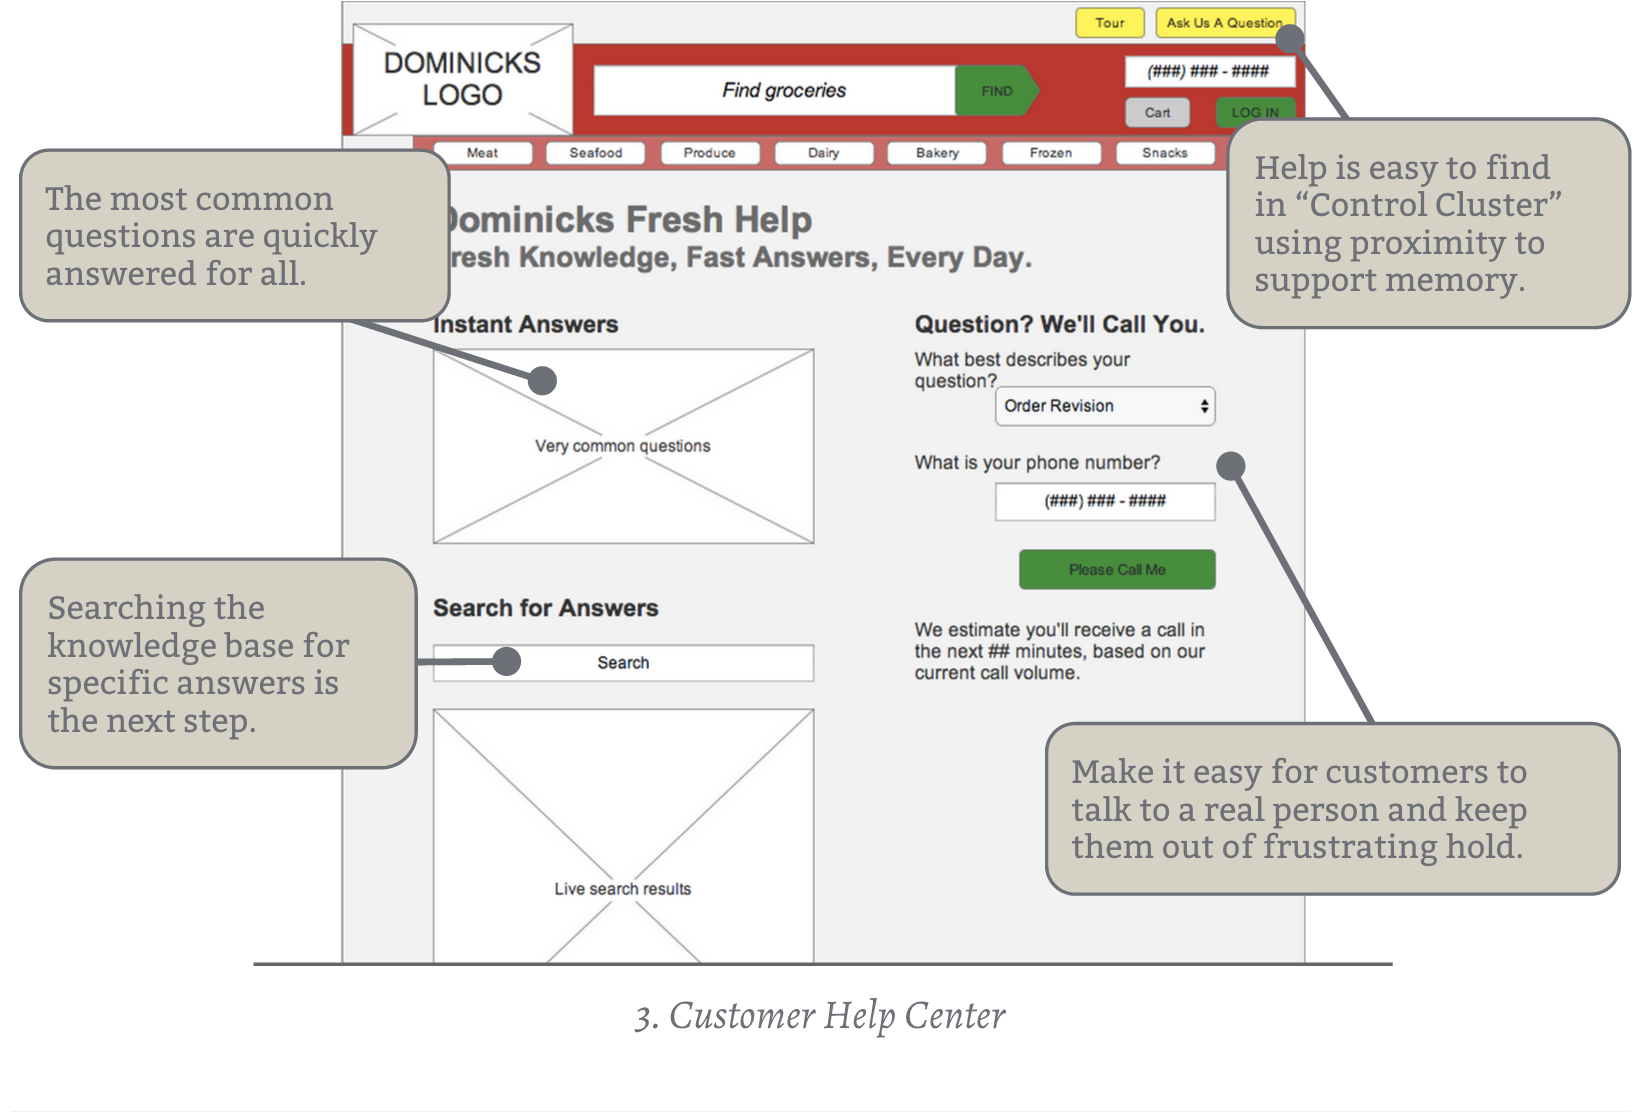 Tour
Ask Us A Question
DOMINICKS
LOGO
Find groceries
FIND
(###) ### - ####
Cart
LOG IN
Meat
Seafood
Produce
Dairy
Bakery
Frozen
Snacks
The most common
questions are quickly
answered for all.
Help is easy to find
in “Control Cluster”
using proximity to
support memory.
Dominicks Fresh Help
resh Knowledge, Fast Answers, Every Day.
Instant Answers
Very common questions
Question? We'll Call You.
What best describes your
question?
Order Revision
What is your phone number?
(###) ### - ####
Please Call Me
We estimate you'll receive a call in
the next ## minutes, based on our
current call volume.
Searching the
knowledge base for
specific answers is
the next step.
Search for Answers
Search
Live search results
Make it easy for customers to
talk to a real person and keep
them out of frustrating hold.
3. Customer Help Center